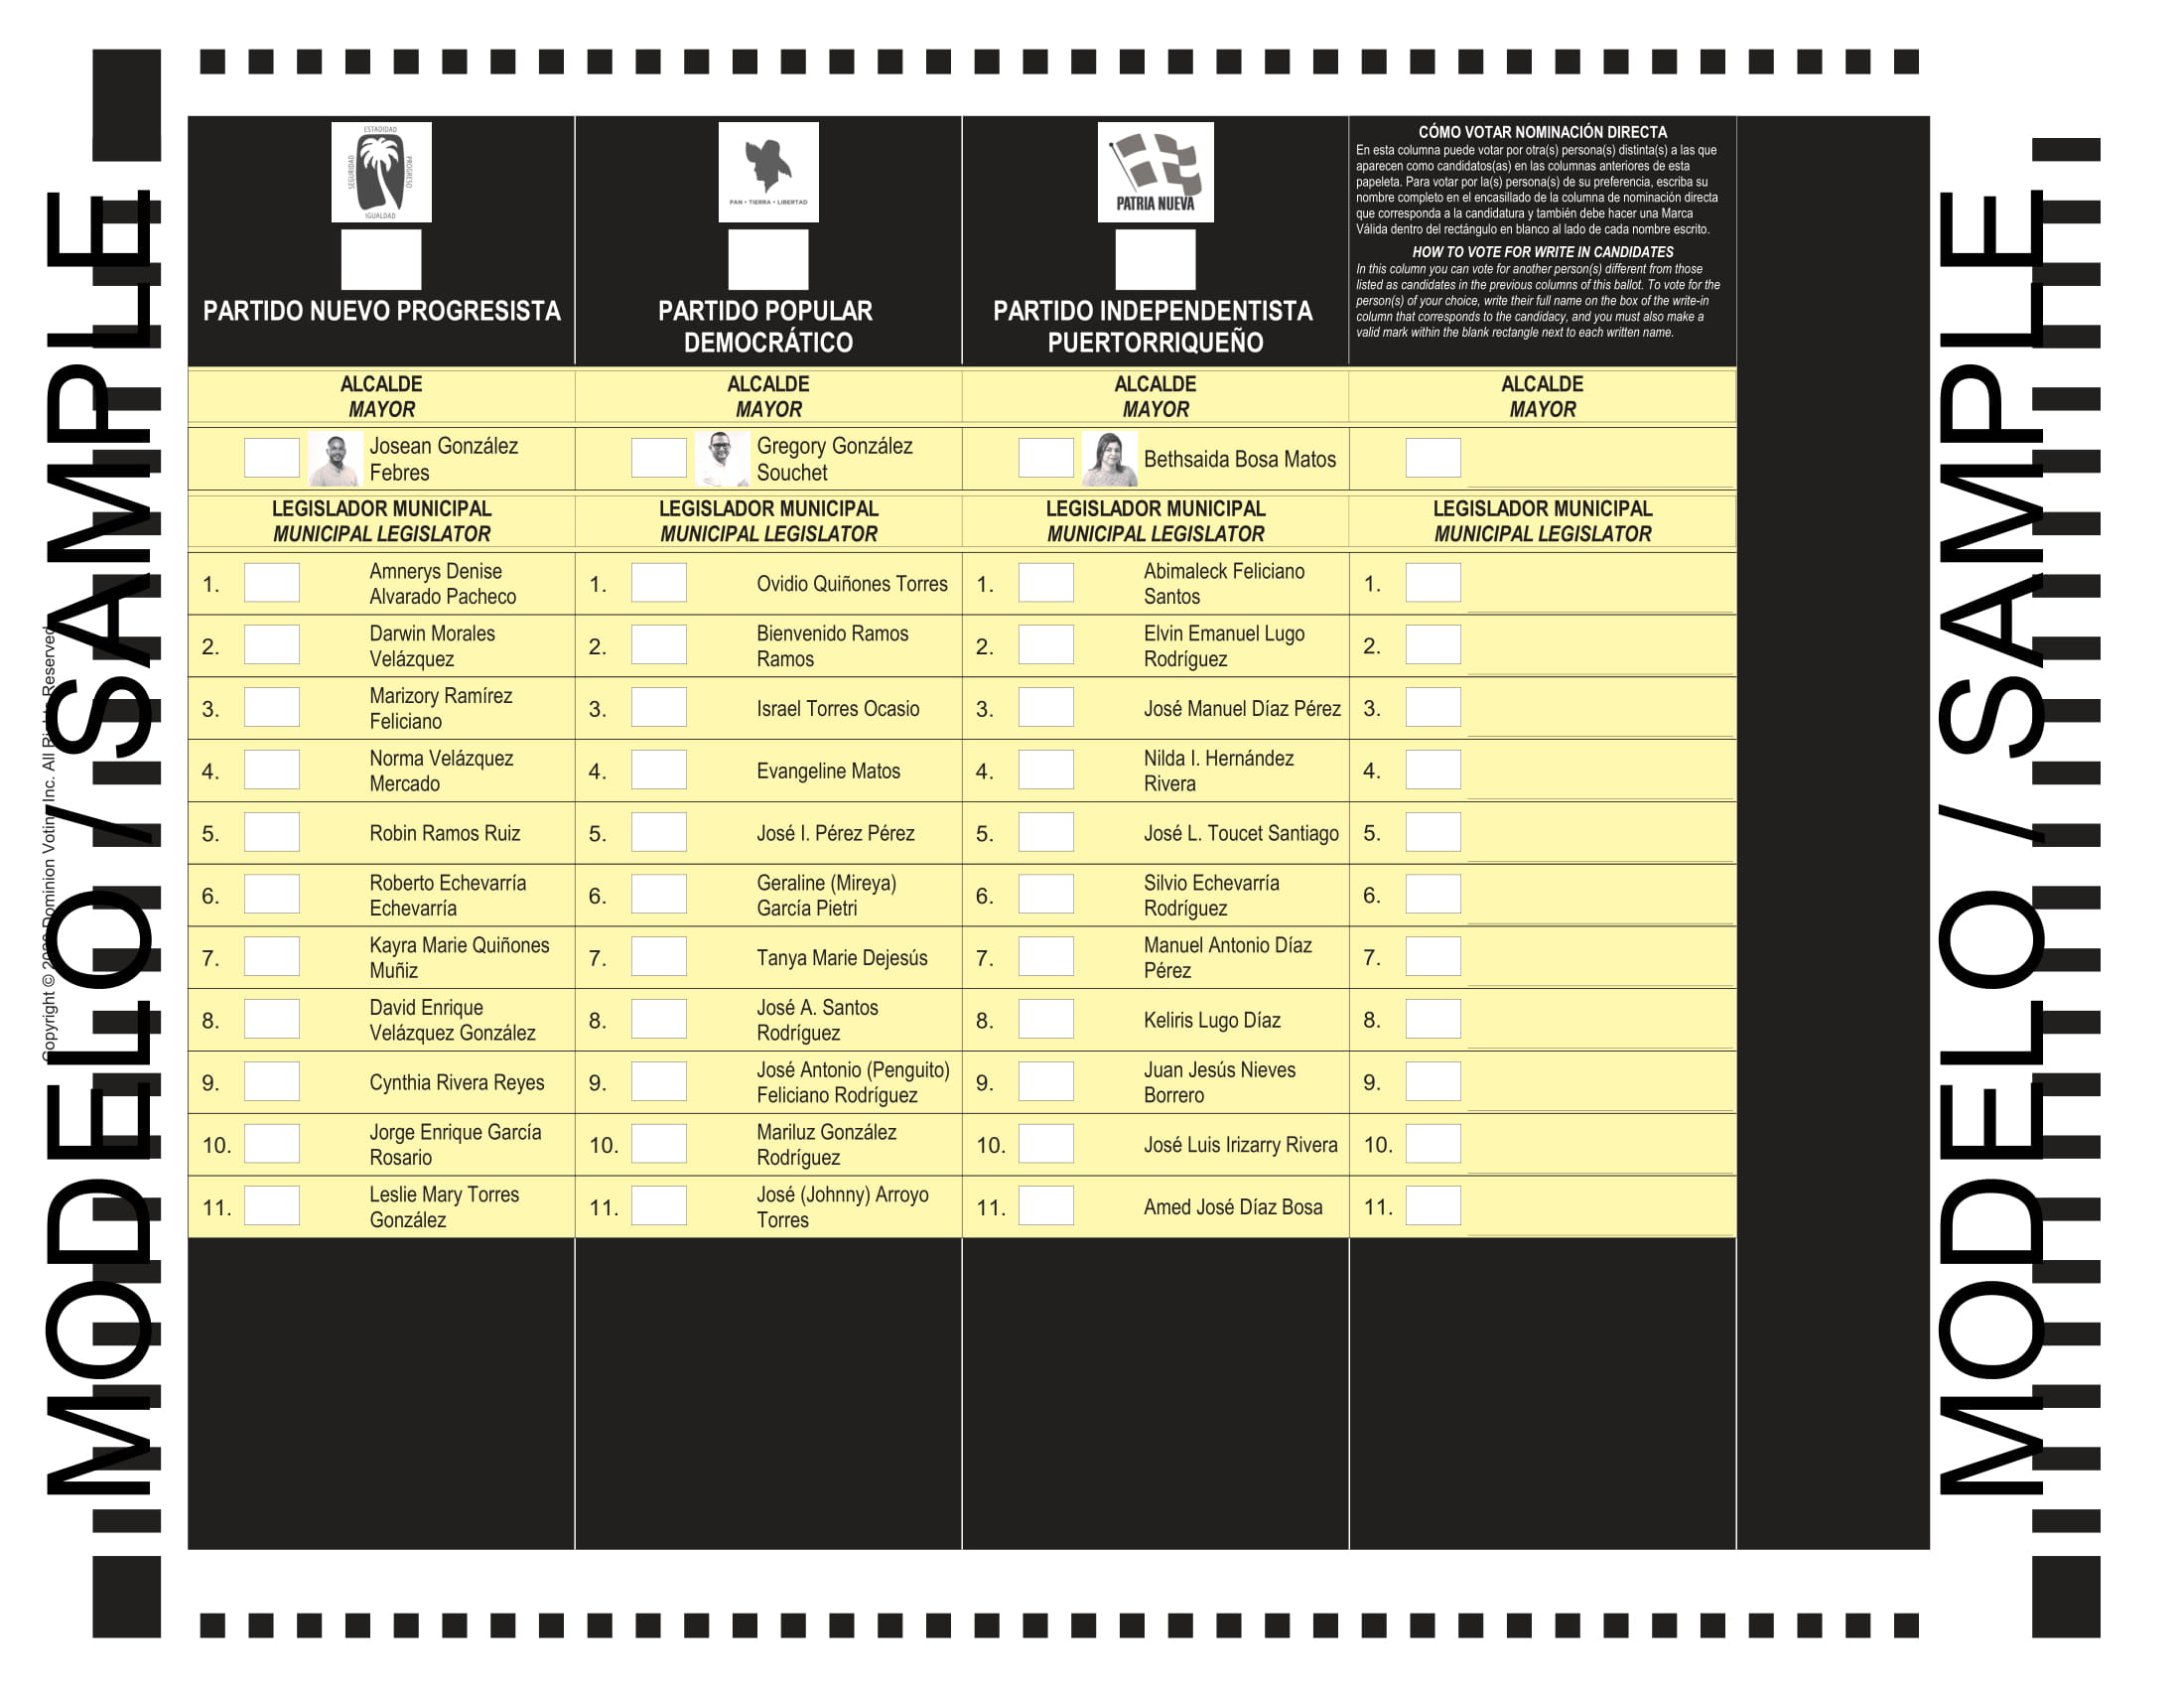 ESTADIDAD
SEGURIDAD
PROGRESO
IGUALDAD
PARTIDO NUEVO PROGRESISTA
PAN • TIERRA • LIBERTAD
PARTIDO POPULAR
DEMOCRÁTICO
PATRIA NUEVA
PARTIDO INDEPENDENTISTA
PUERTORRIQUEÑO
CÓMO VOTAR NOMINACIÓN DIRECTA
En esta columna puede votar por otra(s) persona(s) distinta(s) a las que
aparecen como candidatos(as) en las columnas anteriores de esta
papeleta. Para votar por la(s) persona(s) de su preferencia, escriba su
nombre completo en el encasillado de la columna de nominación directa
que corresponda a la candidatura y también debe hacer una Marca
Válida dentro del rectángulo en blanco al lado de cada nombre escrito.
HOW TO VOTE FOR WRITE IN CANDIDATES
In this column you can vote for another person(s) different from those
listed as candidates in the previous columns of this ballot. To vote for the
person(s) of your choice, write their full name on the box of the write-in
column that corresponds to the candidacy, and you must also make a
valid mark within the blank rectangle next to each written name.
ALCALDE
MAYOR
Josean González
Febres
LEGISLADOR MUNICIPAL
MUNICIPAL LEGISLATOR
1. Amnerys Denise
Alvarado Pacheco
2. Darwin Morales
Velázquez
3. Marizory Ramírez
Feliciano
4. Norma Velázquez
Mercado
5. Robin Ramos Ruiz
6. Roberto Echevarría
Echevarría
7. Kayra Marie Quiñones
Muñiz
8. David Enrique
Velázquez González
9. Cynthia Rivera Reyes
10. Jorge Enrique García
Rosario
11. Leslie Mary Torres
González
ALCALDE
MAYOR
Gregory González
Souchet
LEGISLADOR MUNICIPAL
MUNICIPAL LEGISLATOR
1. Ovidio Quiñones Torres
2. Bienvenido Ramos
Ramos
3. Israel Torres Ocasio
4. Evangeline Matos
5. José I. Pérez Pérez
6. Geraline (Mireya)
García Pietri
7. Tanya Marie Dejesús
8. José A. Santos
Rodríguez
9. José Antonio (Penguito)
Feliciano Rodríguez
10. Mariluz González
Rodríguez
11. José (Johnny) Arroyo
Torres
ALCALDE
MAYOR
Bethsaida Bosa Matos
LEGISLADOR MUNICIPAL
MUNICIPAL LEGISLATOR
1. Abimaleck Feliciano
Santos
2. Elvin Emanuel Lugo
Rodríguez
3. José Manuel Díaz Pérez
4. Nilda I. Hernández
Rivera
5. José L. Toucet Santiago
6. Silvio Echevarría
Rodríguez
7. Manuel Antonio Díaz
Pérez
8. Keliris Lugo Díaz
9. Juan Jesús Nieves
Borrero
10. José Luis Irizarry Rivera
11. Amed José Díaz Bosa
ALCALDE
MAYOR
LEGISLADOR MUNICIPAL
MUNICIPAL LEGISLATOR
1.
2.
3.
4.
5.
6.
7.
8.
9.
10.
11.
MODELO / SAMPLE
Copyright © Dominion Voting Inc. All Rights Reserved
MODELO / SAMPLE